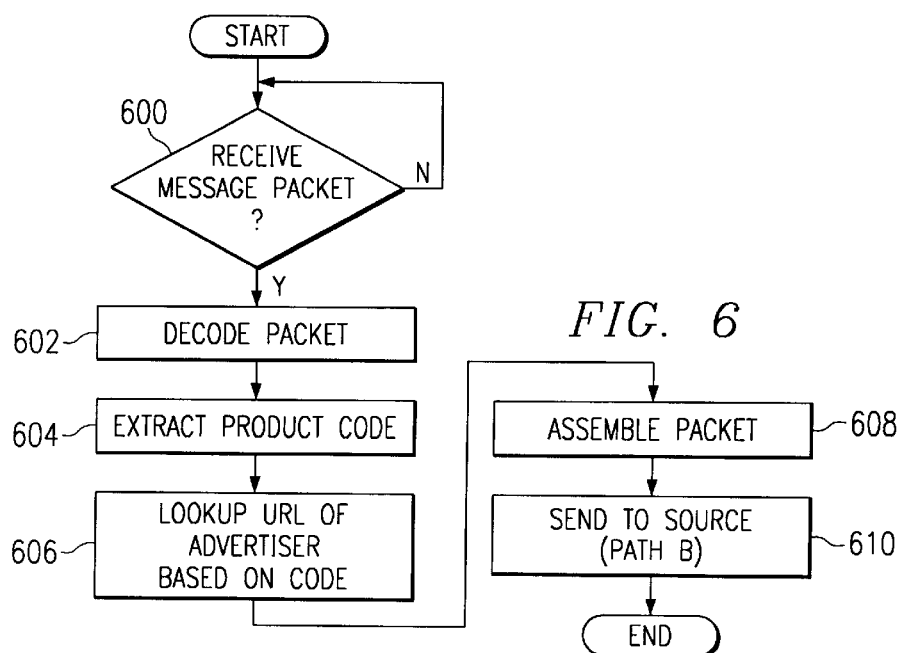 START
600
RECEIVE
MESSAGE PACKET
?
N
Y
602
DECODE PACKET
604
EXTRACT PRODUCT CODE
606
LOOKUP URL OF
ADVERTISER
BASED ON CODE
FIG. 6
ASSEMBLE PACKET
608
SEND TO SOURCE
(PATH B)
610
END